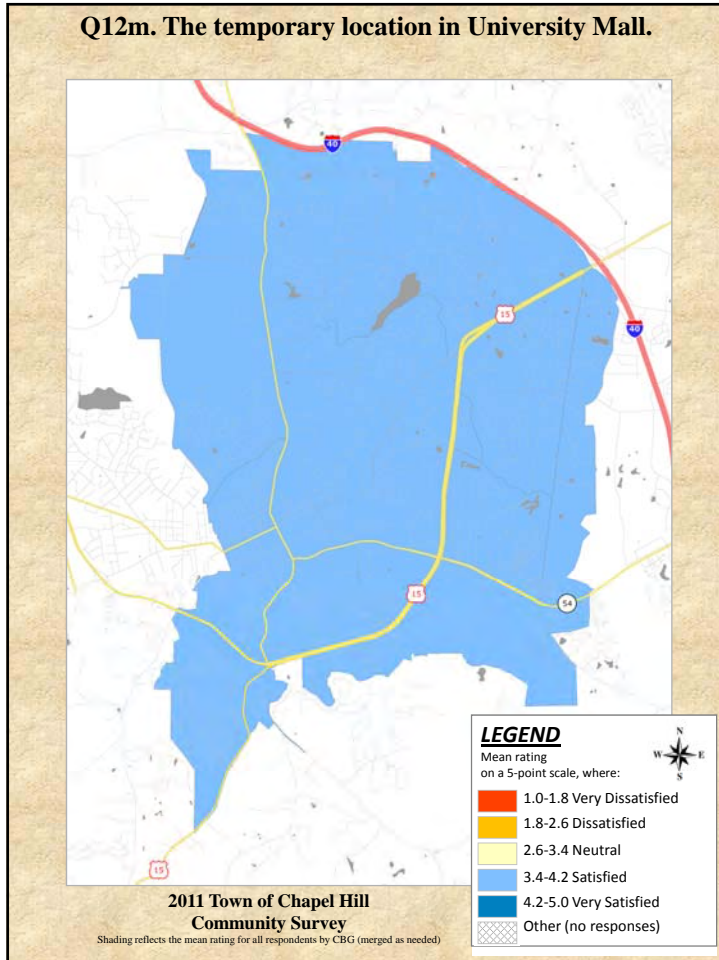 Q12m. The temporary location in University Mall.
40
15
40
15
54
15
LEGEND
Mean rating
on a 5-point scale, where:
N
W E
S
1.0-1.8 Very Dissatisfied
1.8-2.6 Dissatisfied
2.6-3.4 Neutral
3.4-4.2 Satisfied
4.2-5.0 Very Satisfied
Other (no responses)
2011 Town of Chapel Hill
Community Survey
Shading reflects the mean rating for all respondents by CBG (merged as needed)